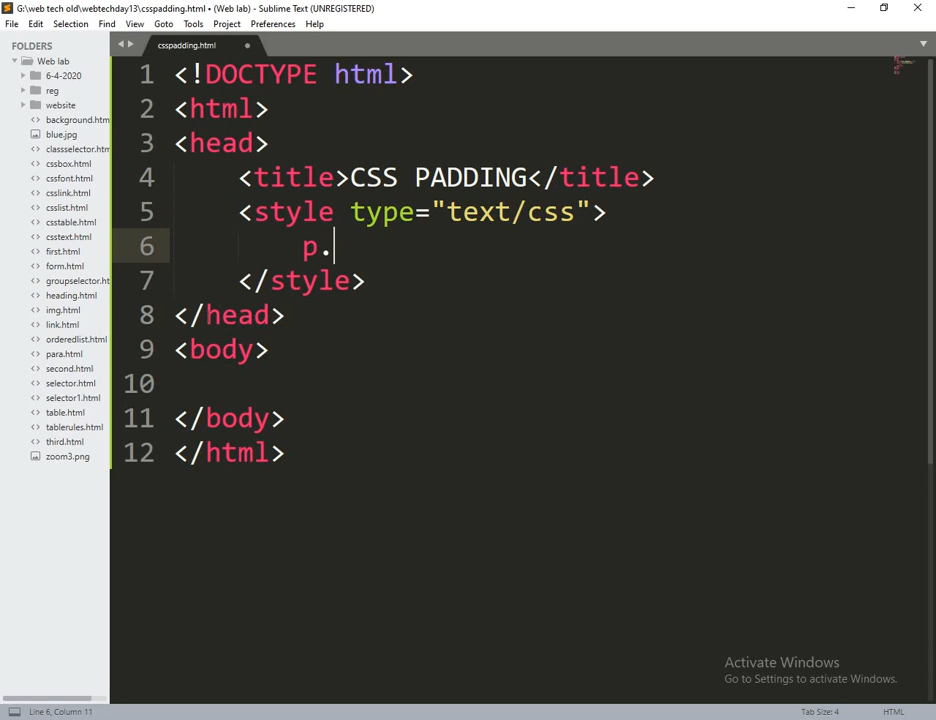 G:\web tech old\webtechday13\csspadding.html • (Web lab) - Sublime Text (UNREGISTERED)
File Edit Selection Find View Goto Tools Project Preferences Help
FOLDERS
Web lab
6-4-2020
reg
website
background.htm
blue.jpg
classselector.htm
cssbox.html
cssfont.html
csslink.html
csslist.html
csstable.html
csstext.html
first.html
form.html
groupselector.ht
heading.html
img.html
link.html
orderedlist.html
para.html
second.html
selector.html
selector1.html
table.html
tablerules.html
third.html
zoom3.png
csspadding.html
1 <!DOCTYPE html>
2 <html>
3 <head>
4 <title>CSS PADDING</title>
5 <style type="text/css">
6 p.
7 </style>
8 </head>
9 <body>
10
11 </body>
12 </html>
Activate Windows
Go to Settings to activate Windows.
Line 6, Column 11
Tab Size: 4
HTML